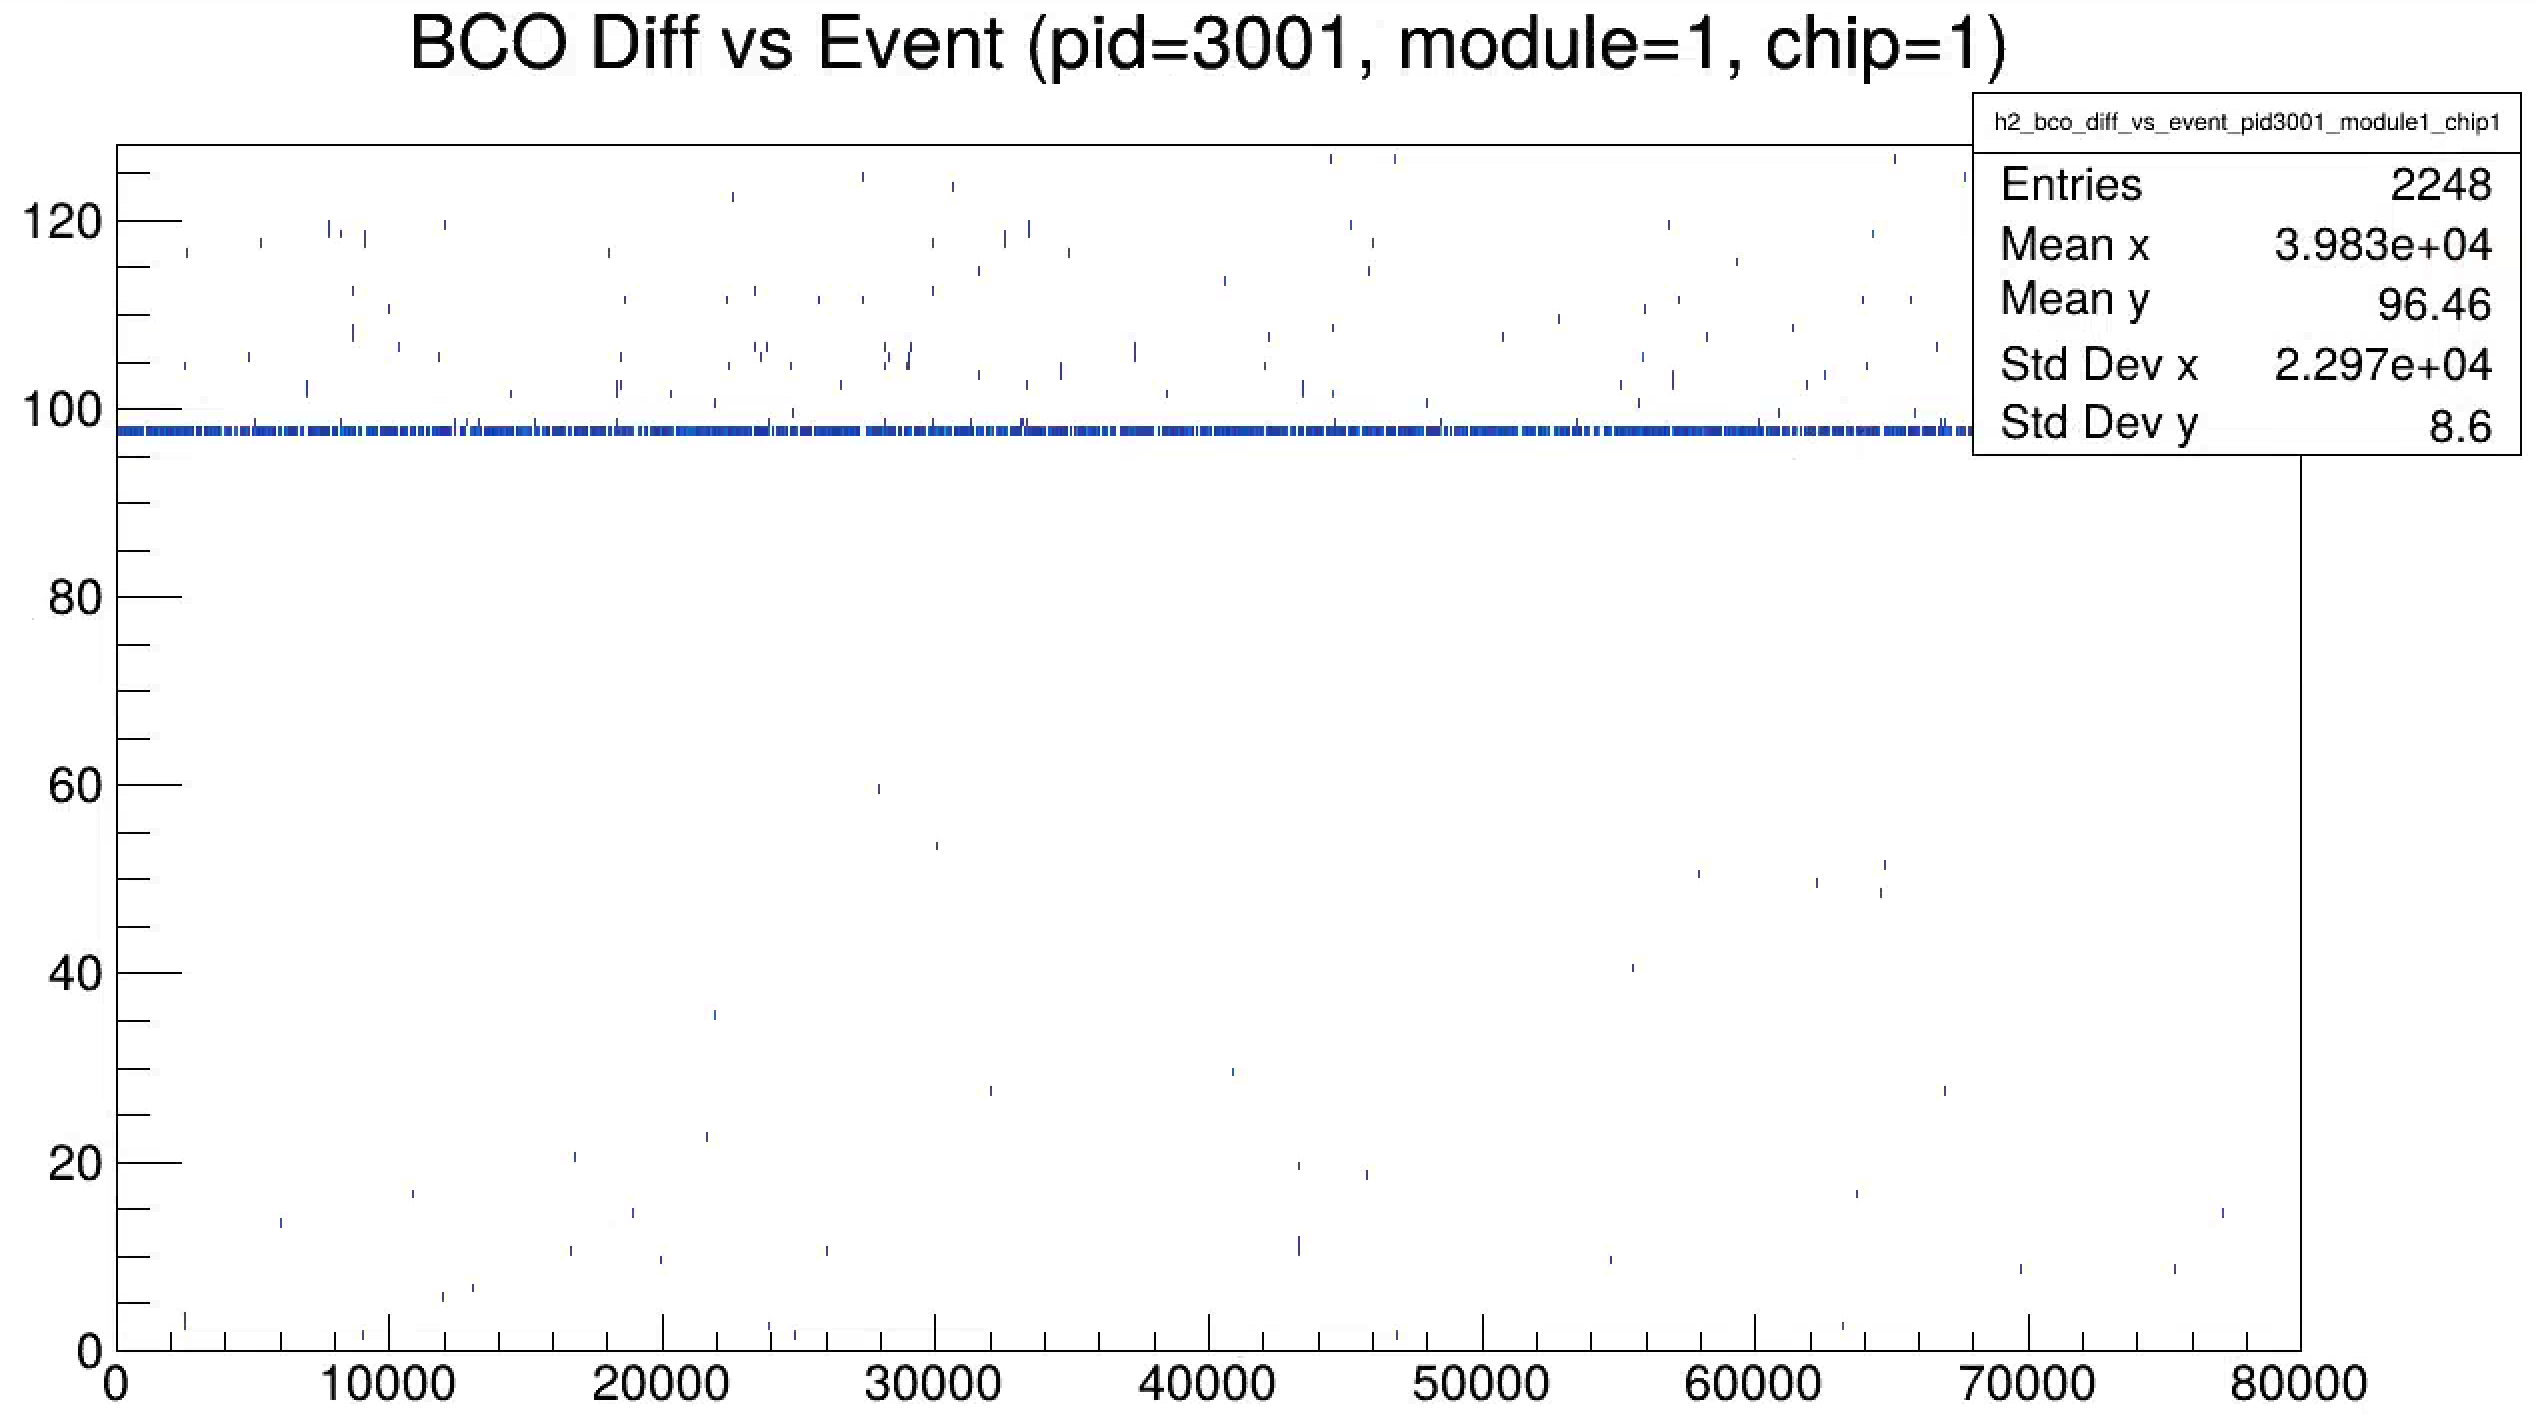 BCO Diff vs Event (pid=3001, module=1, chip=1)
h2_bco_diff_vs_event_pid3001_module1_chip1
Entries 2248
Mean x 3.983e+04
Mean y 96.46
Std Dev x 2.297e+04
Std Dev y 8.6
120
100
80
60
40
20
0
0 10000 20000 30000 40000 50000 60000 70000 80000